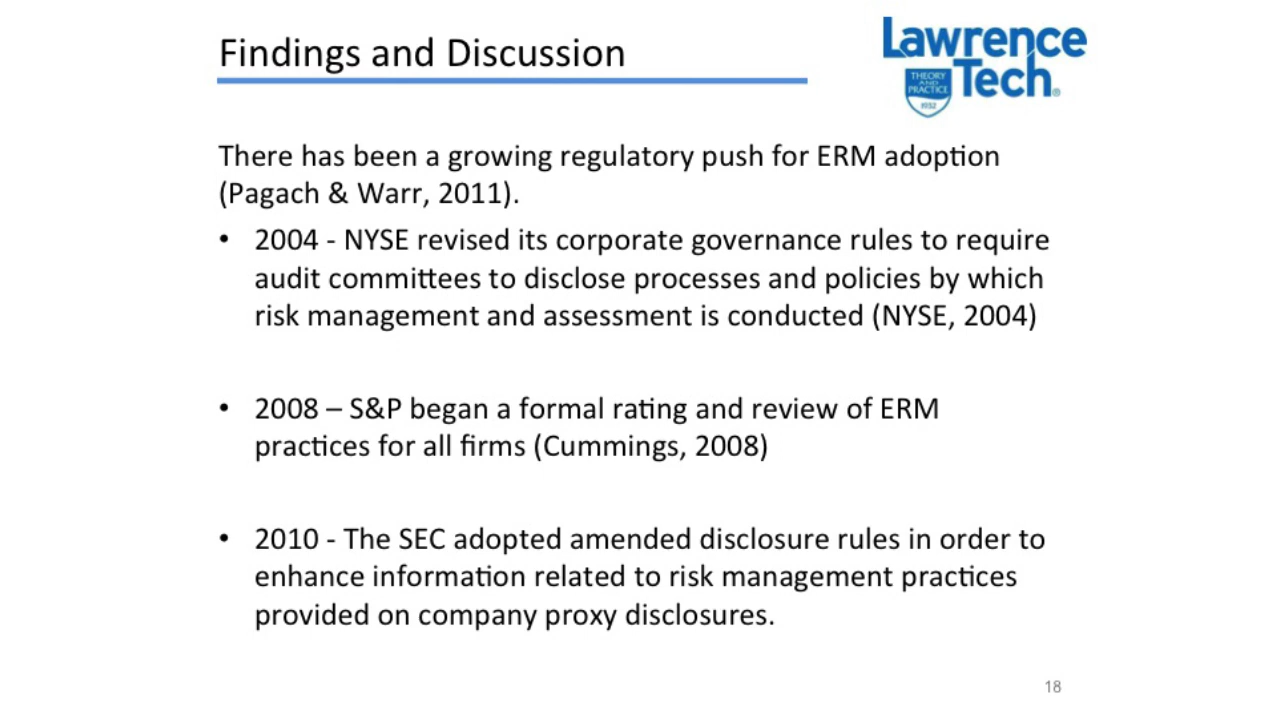 Findings and Discussion
Lawrence
Tech®
THEORY
AND
PRACTICE
1932
There has been a growing regulatory push for ERM adoption
(Pagach & Warr, 2011).
• 2004 - NYSE revised its corporate governance rules to require
audit committees to disclose processes and policies by which
risk management and assessment is conducted (NYSE, 2004)
• 2008 – S&P began a formal rating and review of ERM
practices for all firms (Cummings, 2008)
• 2010 - The SEC adopted amended disclosure rules in order to
enhance information related to risk management practices
provided on company proxy disclosures.
18